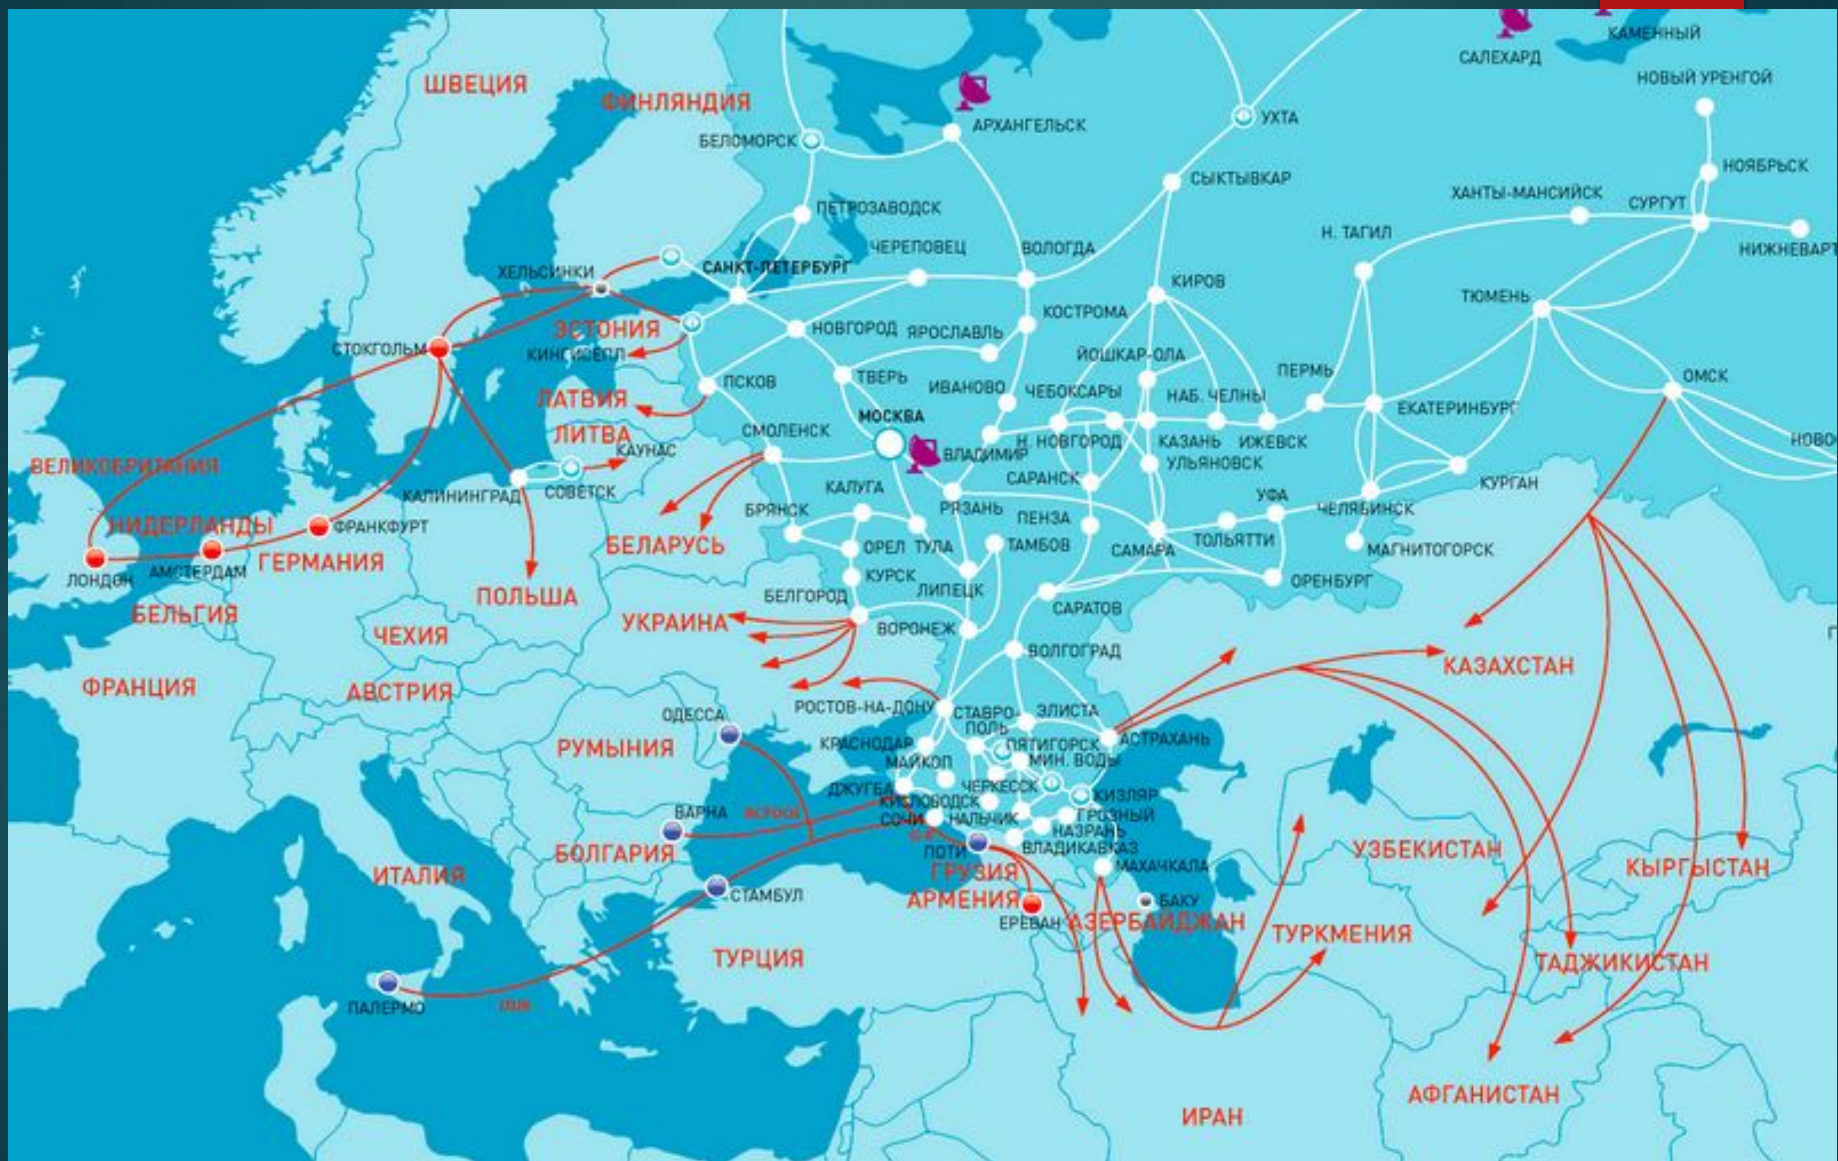 САЛЕХАРД
КАМЕННЫЙ
НОВЫЙ УРЕНГОЙ
ШВЕЦИЯ
ФИНЛЯНДИЯ
БЕЛОМОРСК
АРХАНГЕЛЬСК
УХТА
НОЯБРЬСК
СЫКТЫВКАР
ХАНТЫ-МАНСИЙСК
СУРГУТ
ПЕТРОЗАВОДСК
Н. ТАГИЛ
ЧЕРЕПОВЕЦ
ВОЛОГДА
НИЖНЕВАРТ
ХЕЛЬСИНКИ
САНКТ-ПЕТЕРБУРГ
КИРОВ
ТЮМЕНЬ
КОСТРОМА
ЭСТОНИЯ
НОВГОРОД
ЯРОСЛАВЛЬ
СТОКГОЛЬМ
КИНГИСЕПП
ЙОШКАР-ОЛА
ПСКОВ
ТВЕРЬ
ИВАНОВО
ЧЕБОКСАРЫ
НАБ. ЧЕЛНЫ
ПЕРМЬ
ОМСК
ЛАТВИЯ
МОСКВА
ЕКАТЕРИНБУРГ
ЛИТВА
СМОЛЕНСК
Н. НОВГОРОД
КАЗАНЬ
ИЖЕВСК
НОВО
КАУНАС
ВЛАДИМИР
УЛЬЯНОВСК
ВЕЛИКОБРИТАНИЯ
САРАНСК
КАЛИНИНГРАД
СОВЕТСК
КАЛУГА
УФА
КУРГАН
БРЯНСК
РЯЗАНЬ
ПЕНЗА
ЧЕЛЯБИНСК
НИДЕРЛАНДЫ
ФРАНКФУРТ
БЕЛАРУСЬ
ОРЕЛ
ТУЛА
ТАМБОВ
САМАРА
ТОЛЬЯТТИ
МАГНИТОГОРСК
ГЕРМАНИЯ
ЛОНДОН
АМСТЕРДАМ
КУРСК
ЛИПЕЦК
ОРЕНБУРГ
ПОЛЬША
БЕЛГОРОД
САРАТОВ
БЕЛЬГИЯ
ЧЕХИЯ
УКРАИНА
ВОРОНЕЖ
ВОЛГОГРАД
КАЗАХСТАН
ФРАНЦИЯ
АВСТРИЯ
РОСТОВ-НА-ДОНУ
СТАВРО-
ПОЛЬ
ЭЛИСТА
ОДЕССА
РУМЫНИЯ
КРАСНОДАР
ПЯТИГОРСК
АСТРАХАНЬ
МАЙКОП
МИН. ВОДЫ
ДЖУГБА
ЧЕРКЕССК
КИЗЛЯР
КИСЛОВОДСК
ВАРНА
BSFOCS
СОЧИ
НАЛЬЧИК
ГРОЗНЫЙ
НАЗРАНЬ
БОЛГАРИЯ
ПОТИ
ВЛАДИКАВКАЗ
УЗБЕКИСТАН
КЫРГЫСТАН
ИТАЛИЯ
ГРУЗИЯ
МАХАЧКАЛА
СТАМБУЛ
АРМЕНИЯ
БАКУ
ЕРЕВАН
АЗЕРБАЙДЖАН
ТУРКМЕНИЯ
ТУРЦИЯ
ТАДЖИКИСТАН
ПАЛЕРМО
АФГАНИСТАН
ИРАН